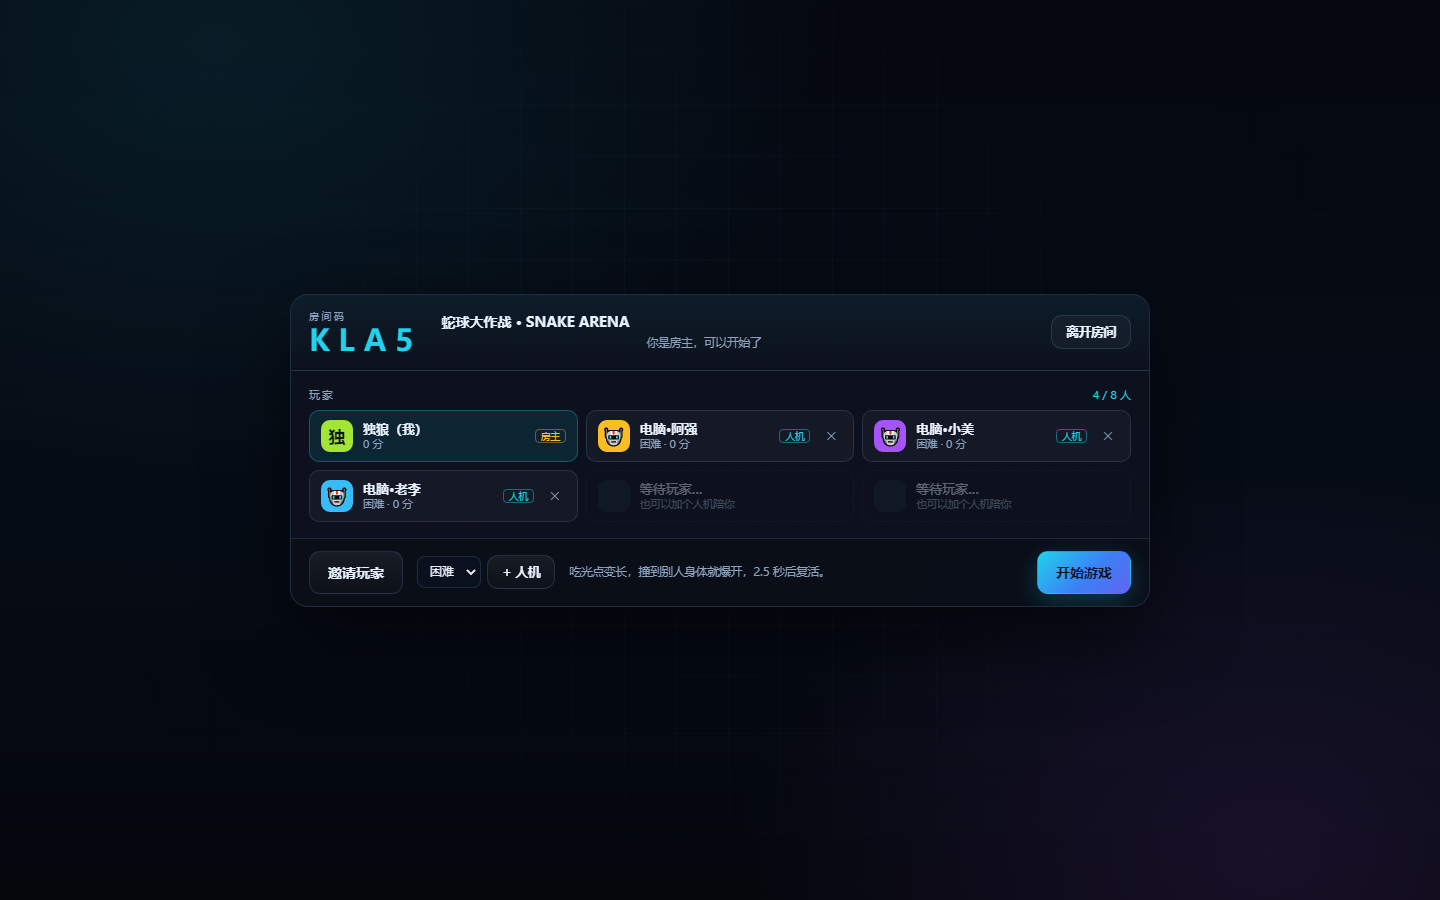 房间码
KLA5
蛇球大作战 • SNAKE ARENA
你是房主，可以开始了
离开房间
玩家
4 / 8 人
独
独狼（我）
0 分
房主
电脑•阿强
困难 · 0 分
人机
×
电脑•小美
困难 · 0 分
人机
×
电脑•老李
困难 · 0 分
人机
×
等待玩家...
也可以加个人机陪你
等待玩家...
也可以加个人机陪你
邀请玩家
困难
+ 人机
吃光点变长，撞到别人身体就爆开，2.5 秒后复活。
开始游戏